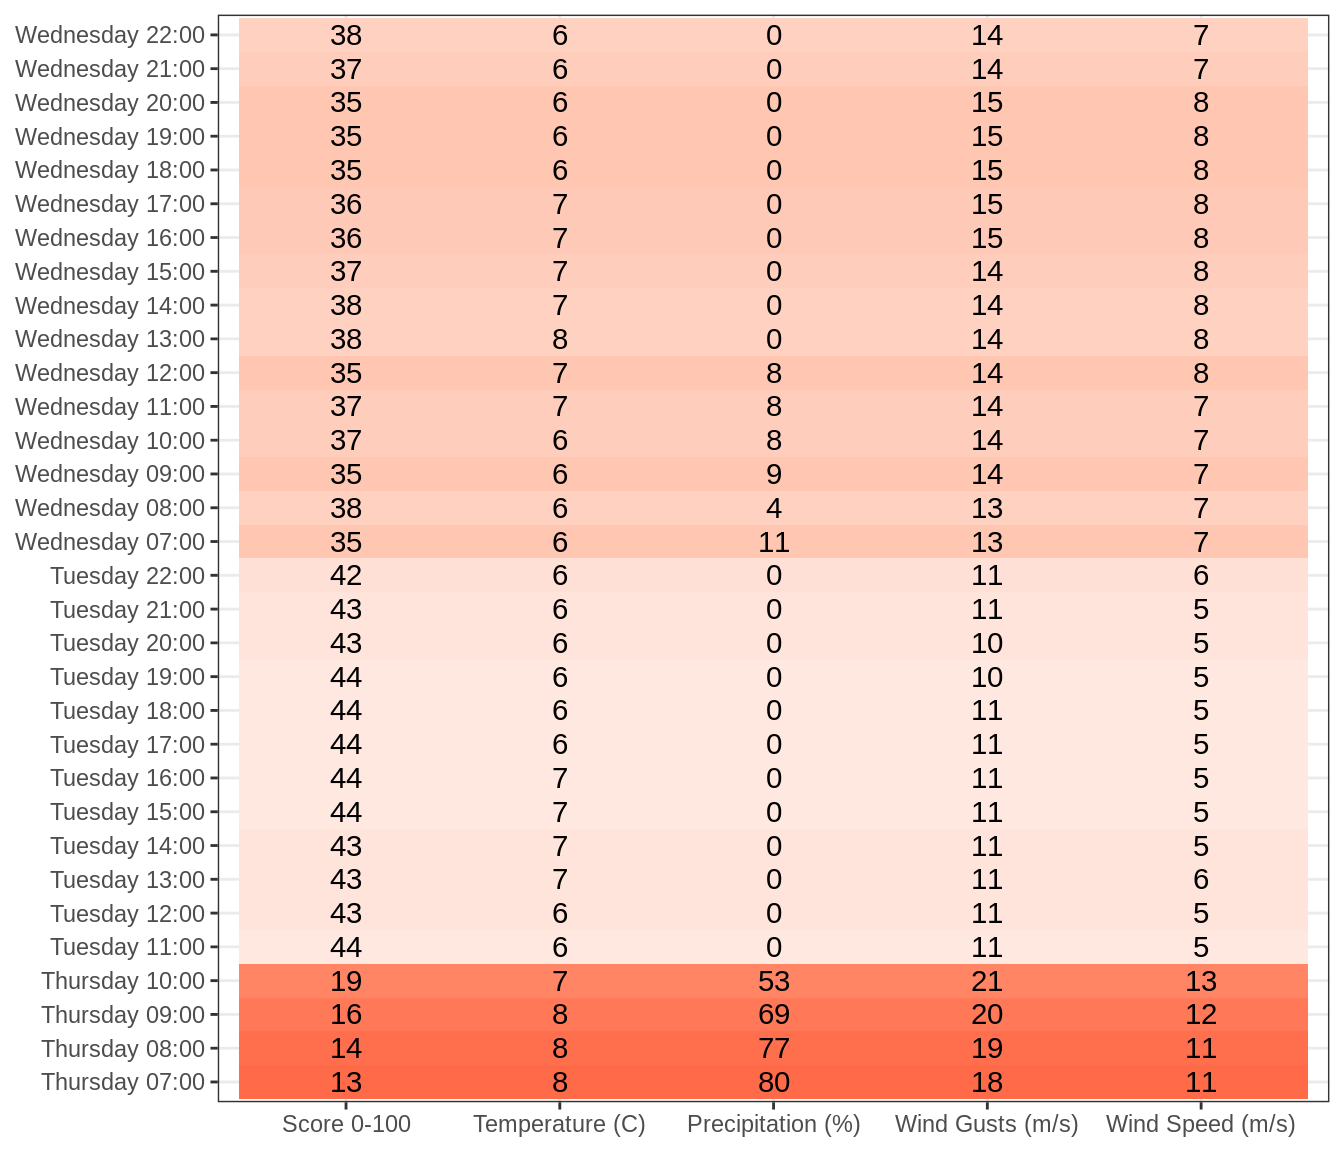 Wednesday 22:00 38 6 0 14 7
Wednesday 21:00 37 6 0 14 7
Wednesday 20:00 35 6 0 15 8
Wednesday 19:00 35 6 0 15 8
Wednesday 18:00 35 6 0 15 8
Wednesday 17:00 36 7 0 15 8
Wednesday 16:00 36 7 0 15 8
Wednesday 15:00 37 7 0 14 8
Wednesday 14:00 38 7 0 14 8
Wednesday 13:00 38 8 0 14 8
Wednesday 12:00 35 7 8 14 8
Wednesday 11:00 37 7 8 14 7
Wednesday 10:00 37 6 8 14 7
Wednesday 09:00 35 6 9 14 7
Wednesday 08:00 38 6 4 13 7
Wednesday 07:00 35 6 11 13 7
Tuesday 22:00 42 6 0 11 6
Tuesday 21:00 43 6 0 11 5
Tuesday 20:00 43 6 0 10 5
Tuesday 19:00 44 6 0 10 5
Tuesday 18:00 44 6 0 11 5
Tuesday 17:00 44 6 0 11 5
Tuesday 16:00 44 7 0 11 5
Tuesday 15:00 44 7 0 11 5
Tuesday 14:00 43 7 0 11 5
Tuesday 13:00 43 7 0 11 6
Tuesday 12:00 43 6 0 11 5
Tuesday 11:00 44 6 0 11 5
Thursday 10:00 19 7 53 21 13
Thursday 09:00 16 8 69 20 12
Thursday 08:00 14 8 77 19 11
Thursday 07:00 13 8 80 18 11
Score 0-100 Temperature (C) Precipitation (%) Wind Gusts (m/s) Wind Speed (m/s)